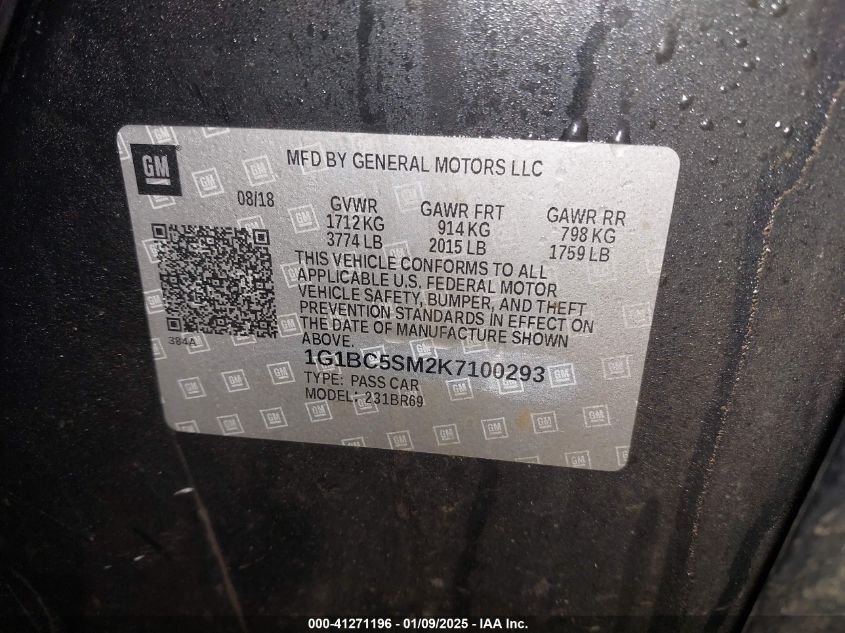 GM
MFD BY GENERAL MOTORS LLC
08/18
GVWR GAWR FRT GAWR RR
1712 KG 914 KG 798 KG
3774 LB 2015 LB 1759 LB
THIS VEHICLE CONFORMS TO ALL
APPLICABLE U.S. FEDERAL MOTOR
VEHICLE SAFETY, BUMPER, AND THEFT
PREVENTION STANDARDS IN EFFECT ON
THE DATE OF MANUFACTURE SHOWN
ABOVE.
384A
1G1BC5SM2K7100293
TYPE: PASS CAR
MODEL: 231BR69
000-41271196 - 01/09/2025 - IAA Inc.